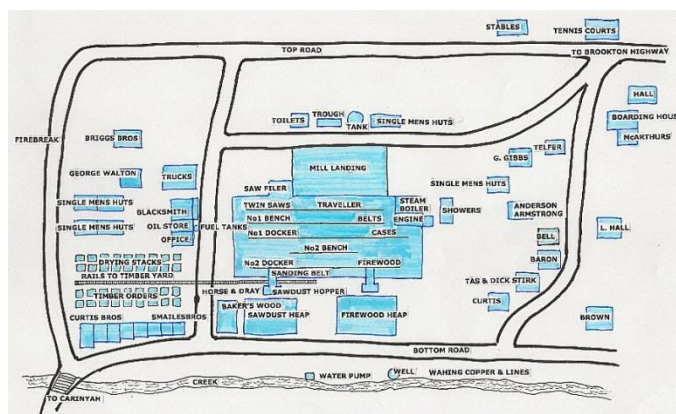 STABLES
TENNIS COURTS
TOP ROAD
TO BROOKTON HIGHWAY
HALL
BOARDING HOUS
McARTHURS
TOILETS
TROUGH
TANK
SINGLE MENS HUTS
FIREBREAK
BRIGGS BROS
TELFER
G. GIBBS
MILL LANDING
GEORGE WALTON
TRUCKS
SAW FILER
SINGLE MENS HUTS
SINGLE MENS HUTS
TWIN SAWS
TRAVELLER
STEAM
BOILER
BLACKSMITH
No1 BENCH
BELTS
ENGINE
SHOWERS
ANDERSON
ARMSTRONG
SINGLE MENS HUTS
OIL STORE
FUEL TANKS
No1 DOCKER
CASES
L. HALL
OFFICE
No2 BENCH
BELL
DRYING STACKS
No2 DOCKER
FIREWOOD
BARON
RAILS TO TIMBER YARD
SANDING BELT
TAS & DICK STIRK
HORSE & DRAY
SAWDUST HOPPER
TIMBER ORDERS
BAKER'S WOOD
CURTIS
CURTIS BROS
SMAILESBROS
SAWDUST HEAP
FIREWOOD HEAP
BROWN
BOTTOM ROAD
CREEK
WATER PUMP
WELL
WAHING COPPER & LINES
TO CARINYAH